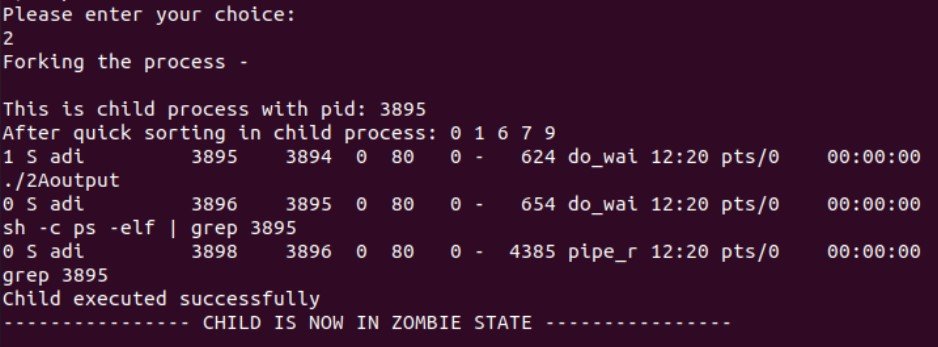 Please enter your choice:
2
Forking the process -
This is child process with pid: 3895
After quick sorting in child process: 0 1 6 7 9
1 S adi 3895 3894 0 80 0 - 624 do_wai 12:20 pts/0 00:00:00
./2Aoutput
0 S adi 3896 3895 0 80 0 - 654 do_wai 12:20 pts/0 00:00:00
sh -c ps -elf | grep 3895
0 S adi 3898 3896 0 80 0 - 4385 pipe_r 12:20 pts/0 00:00:00
grep 3895
Child executed successfully
---------------- CHILD IS NOW IN ZOMBIE STATE ----------------